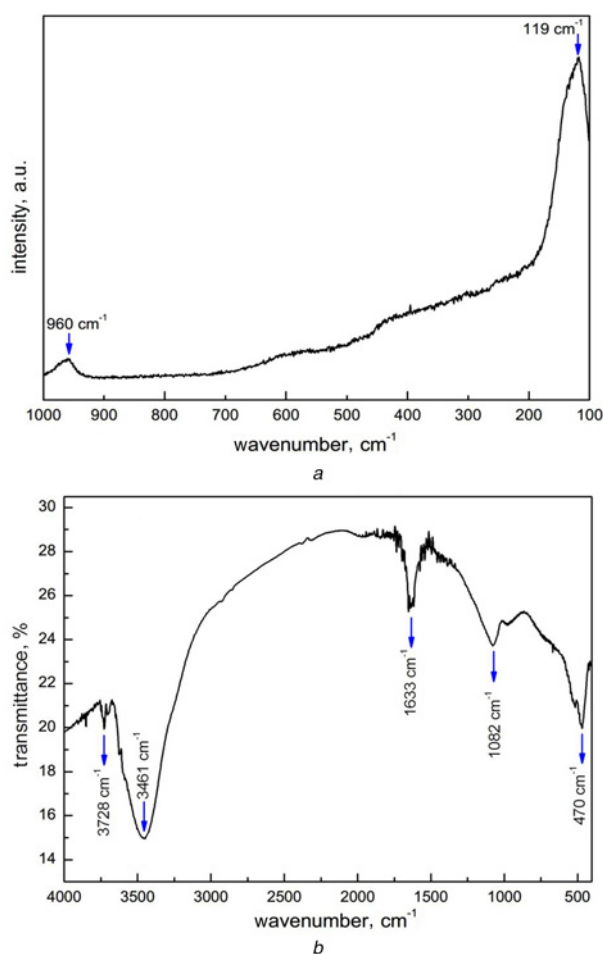 119 cm⁻¹
960 cm⁻¹
intensity, a.u.
1000 900 800 700 600 500 400 300 200 100
wavenumber, cm⁻¹
a
30
28
26
24
22
20
18
16
14
transmittance, %
3728 cm⁻¹
3461 cm⁻¹
1633 cm⁻¹
1082 cm⁻¹
470 cm⁻¹
4000 3500 3000 2500 2000 1500 1000 500
wavenumber, cm⁻¹
b